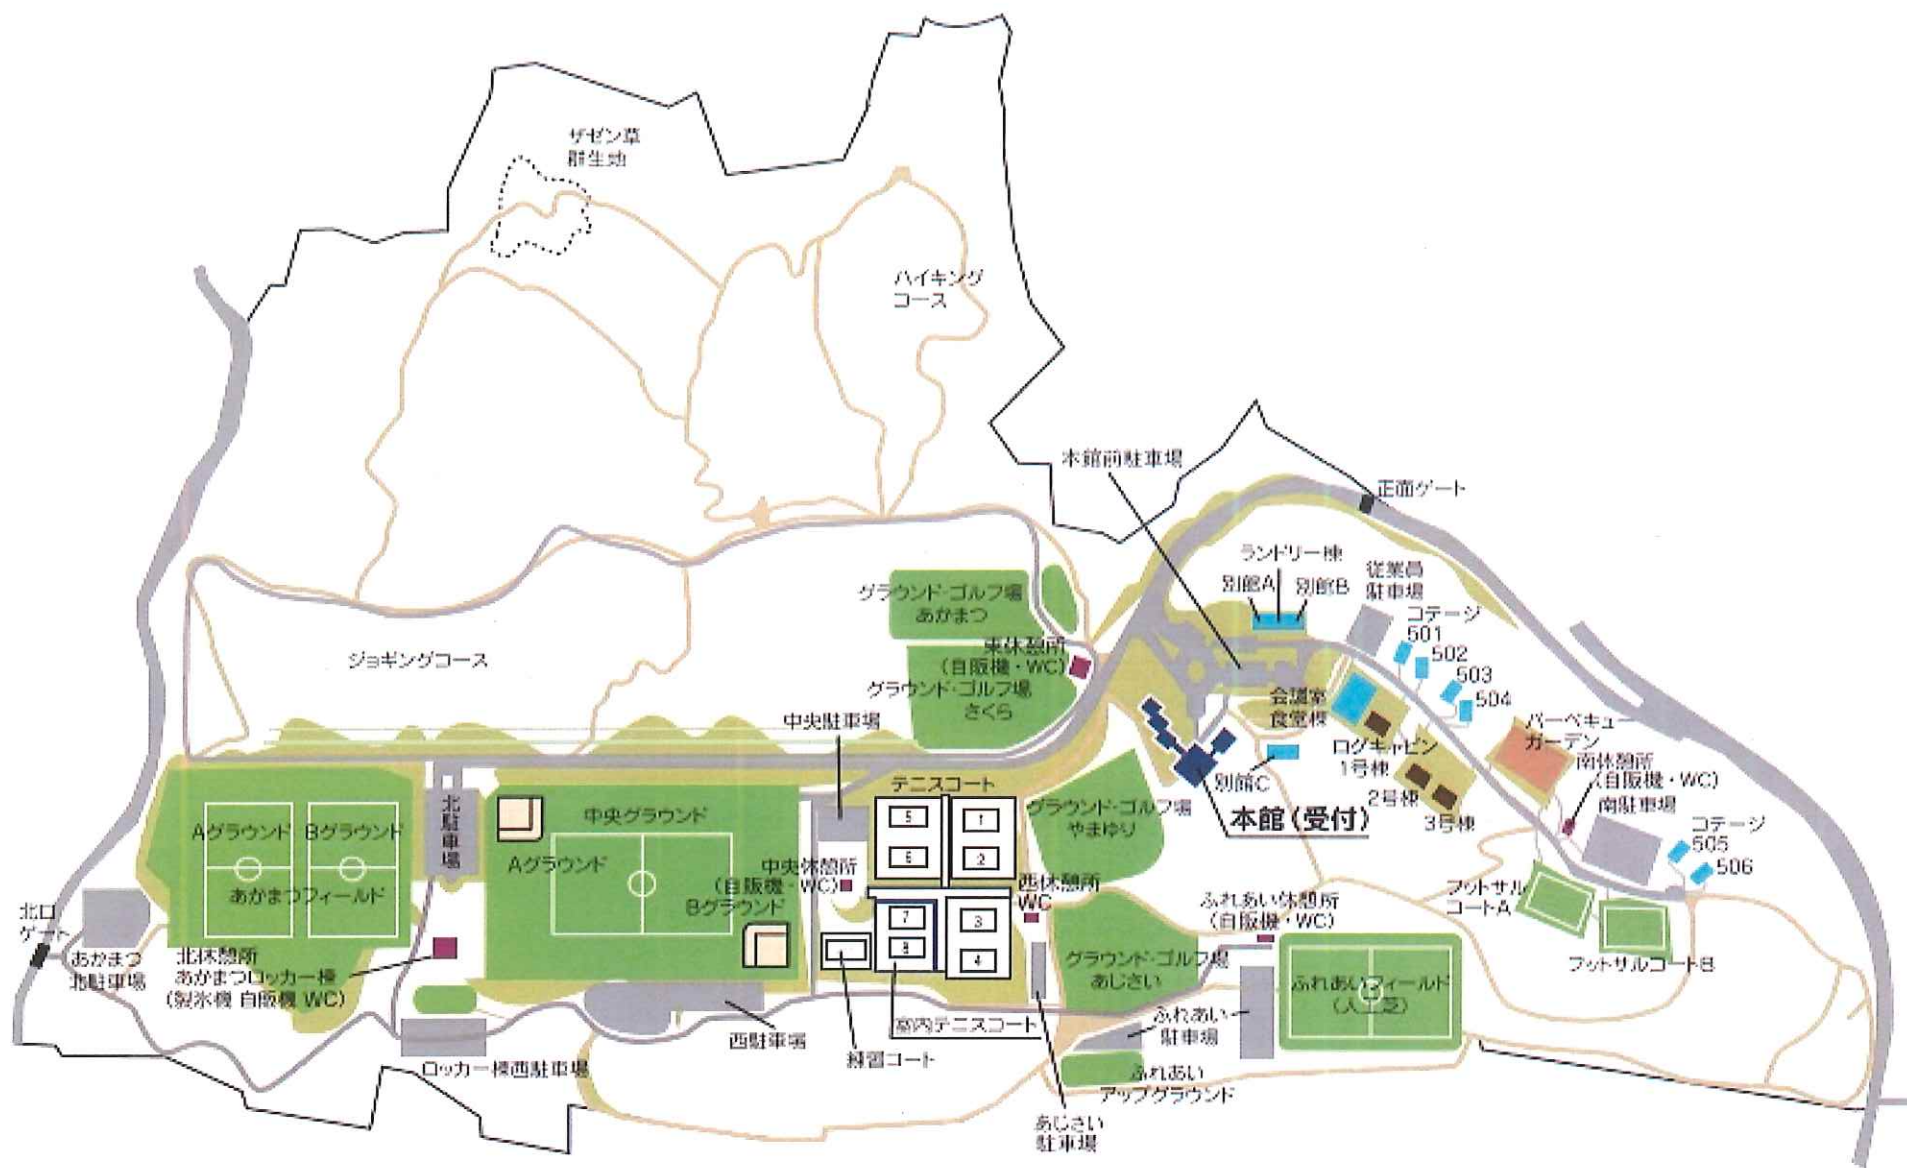 ザゼン草
群生地
ハイキング
コース
本館前駐車場
正面ゲート
ランドリー棟
別館A
別館B
従業員
駐車場
コテージ
501
502
503
504
グラウンド・ゴルフ場
あかまつ
東休憩所
(自販機・WC)
グラウンド・ゴルフ場
さくら
ジョギングコース
中央駐車場
会議室
食堂棟
ログキャビン
1号棟
2号棟
3号棟
バーベキュー
ガーデン
南休憩所
(自販機・WC)
南駐車場
コテージ
505
506
別館C
本館(受付)
テニスコート
5
1
6
2
7
3
8
4
グラウンド・ゴルフ場
やまゆり
北駐車場
中央グラウンド
Aグラウンド
Bグラウンド
Aグラウンド
Bグラウンド
あかまつフィールド
中央休憩所
(自販機・WC)
西休憩所
WC
ふれあい休憩所
(自販機・WC)
フットサル
コートA
フットサルコートB
北口
ゲート
あかまつ
北駐車場
北休憩所
あかまつロッカー棟
(製氷機 自販機 WC)
グラウンド・ゴルフ場
あじさい
ふれあいフィールド
(人工芝)
ふれあい
駐車場
室内テニスコート
西駐車場
練習コート
ロッカー棟西駐車場
ふれあい
アップグラウンド
あじさい
駐車場